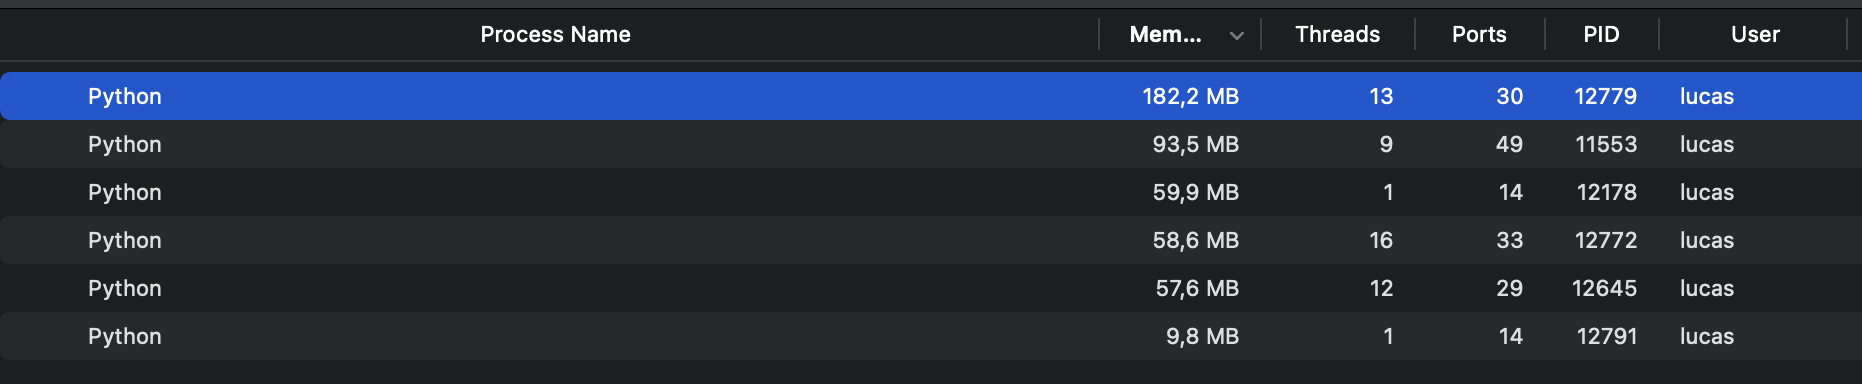 Process Name Mem... Threads Ports PID User
Python 182,2 MB 13 30 12779 lucas
Python 93,5 MB 9 49 11553 lucas
Python 59,9 MB 1 14 12178 lucas
Python 58,6 MB 16 33 12772 lucas
Python 57,6 MB 12 29 12645 lucas
Python 9,8 MB 1 14 12791 lucas